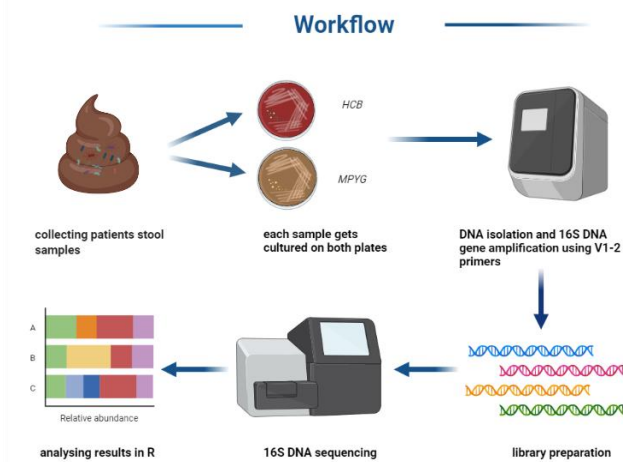 Workflow
HCB
MPYG
collecting patients stool
samples
each sample gets
cultured on both plates
DNA isolation and 16S DNA
gene amplification using V1-2
primers
A
B
C
Relative abundance
analysing results in R
16S DNA sequencing
library preparation